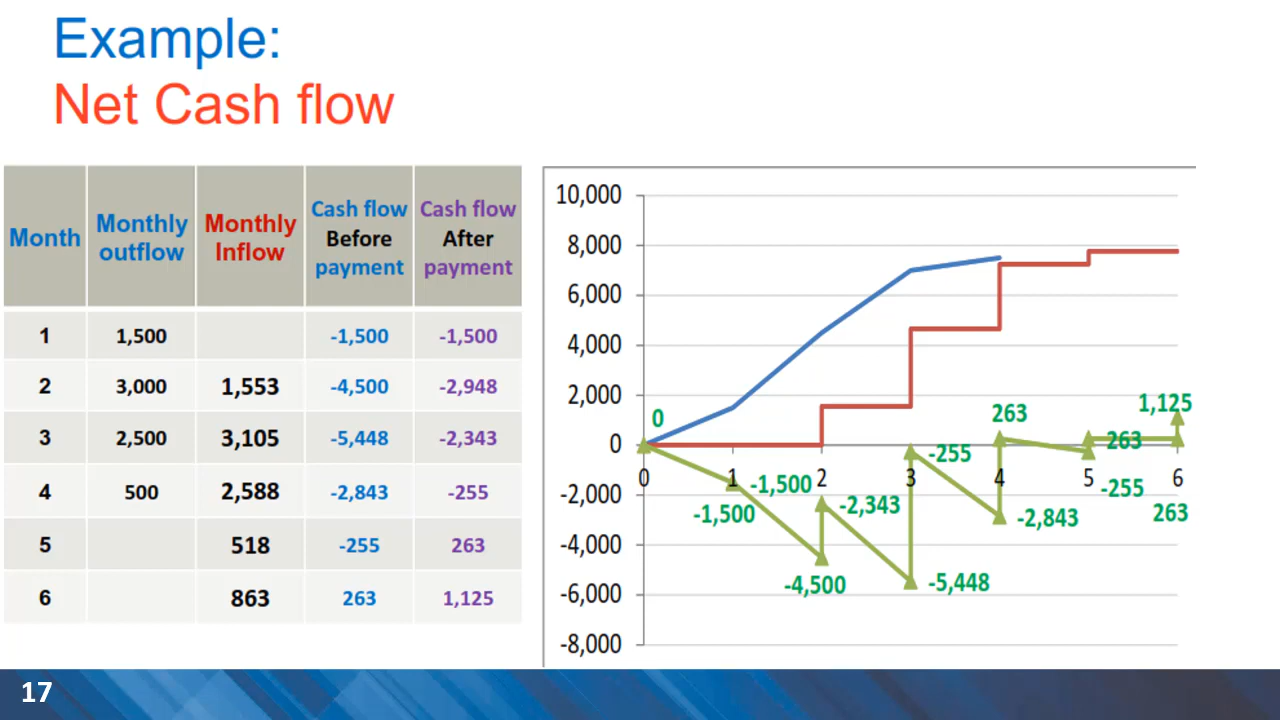 Example:
Net Cash flow
Month Monthly outflow Monthly Inflow Cash flow Before payment Cash flow After payment
1 1,500 -1,500 -1,500
2 3,000 1,553 -4,500 -2,948
3 2,500 3,105 -5,448 -2,343
4 500 2,588 -2,843 -255
5 518 -255 263
6 863 263 1,125
10,000
8,000
6,000
4,000
2,000
0
-2,000
-4,000
-6,000
-8,000
0 1 2 3 4 5 6
0
-1,500
-1,500
-4,500
-2,343
-5,448
-255
-2,843
263
-255
263
263
1,125
17